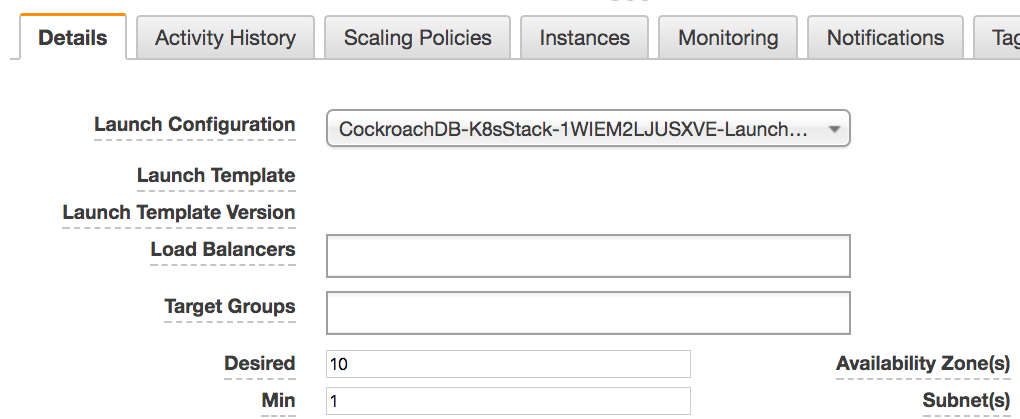 Details Activity History Scaling Policies Instances Monitoring Notifications Tag
Launch Configuration CockroachDB-K8sStack-1WIEM2LJUSXVE-Launch...
Launch Template
Launch Template Version
Load Balancers
Target Groups
Desired 10 Availability Zone(s)
Min 1 Subnet(s)